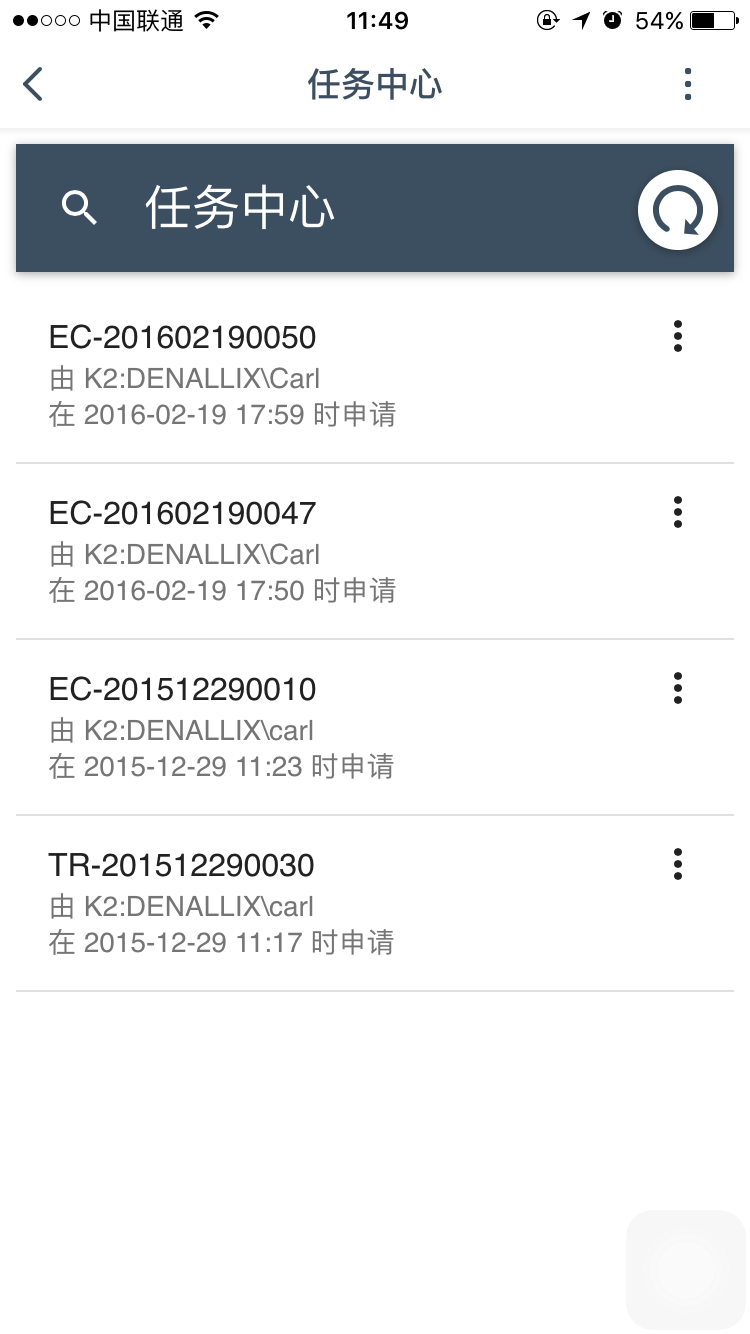 中国联通 11:49 54%
任务中心
任务中心
EC-201602190050
由 K2:DENALLIX\Carl
在 2016-02-19 17:59 时申请
EC-201602190047
由 K2:DENALLIX\Carl
在 2016-02-19 17:50 时申请
EC-201512290010
由 K2:DENALLIX\carl
在 2015-12-29 11:23 时申请
TR-201512290030
由 K2:DENALLIX\carl
在 2015-12-29 11:17 时申请